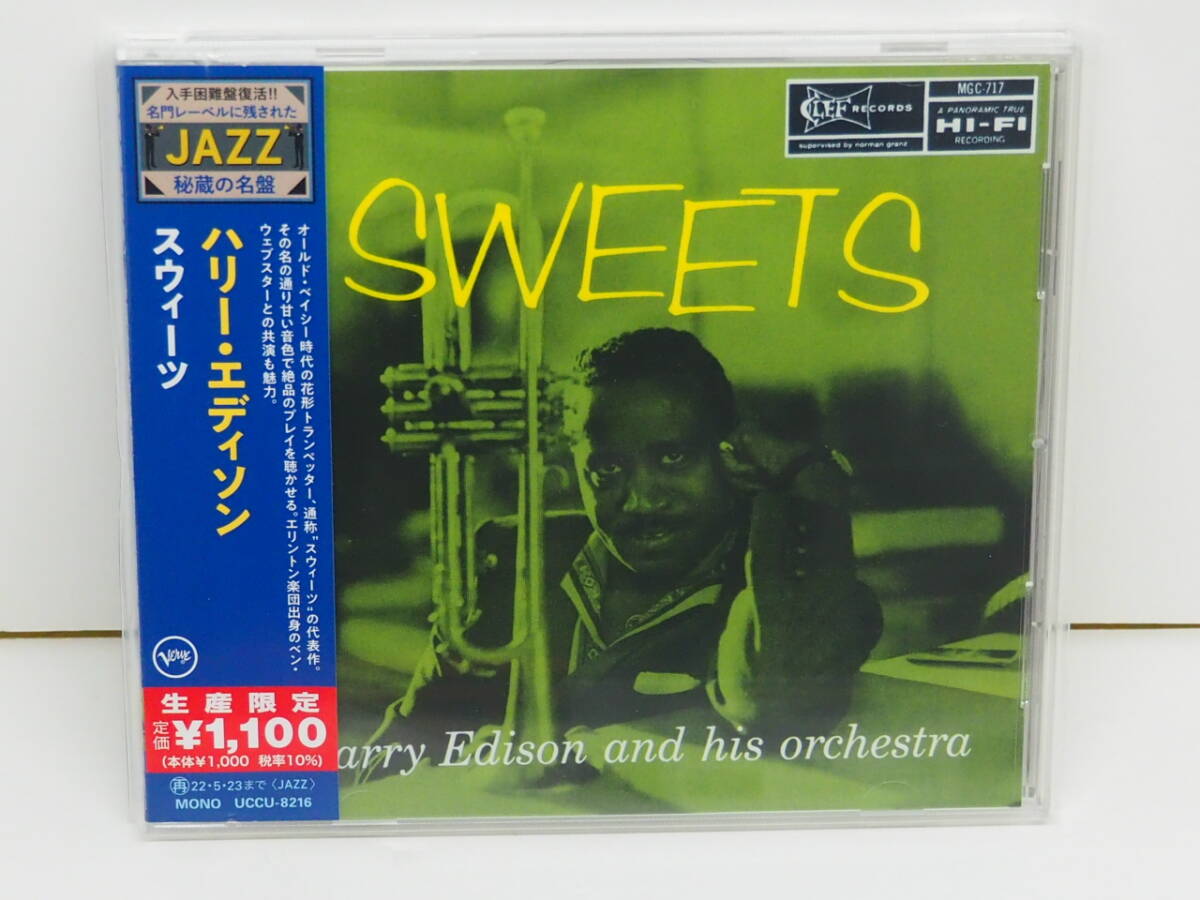 入手困難盤復活!!
名門レーベルに残された
JAZZ
秘蔵の名盤
ハリー・エディソン
スウィーツ
オールド・ベイシー時代の花形トランペッター、通称"スウィーツ"の代表作。
その名の通り甘い音色で絶品のプレイを聴かせる。エリントン楽団出身のベン・
ウェブスターとの共演も魅力。
Verve
生産限定
定価 ¥1,100
(本体¥1,000 税率10%)
再 22・5・23まで〈JAZZ〉
MONO UCCU-8216
CLEF RECORDS
supervised by norman granz
MGC-717
A PANORAMIC TRUE
HI-FI
RECORDING
SWEETS
arry Edison and his orchestra